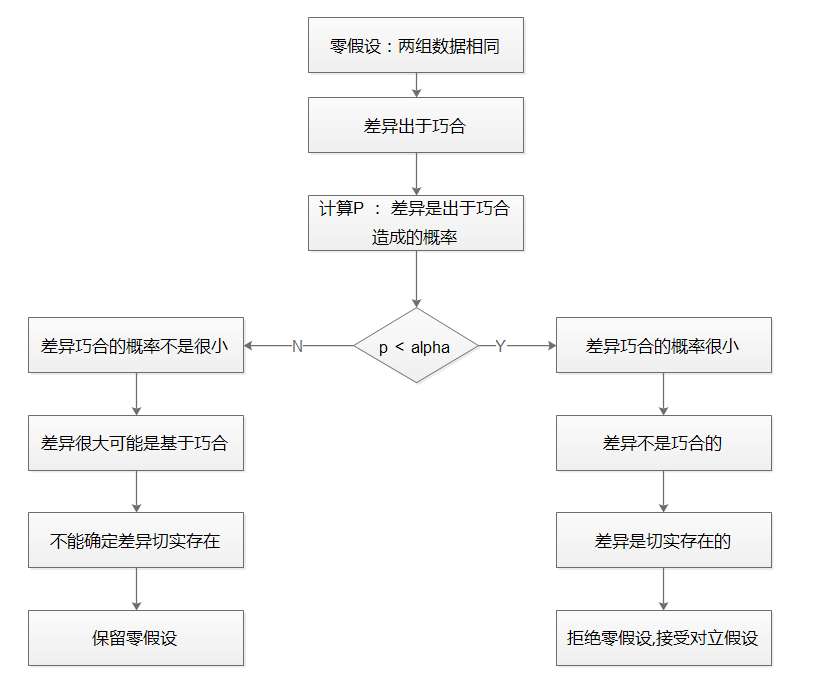 零假设：两组数据相同
差异出于巧合
计算P ： 差异是出于巧合
造成的概率
p < alpha
N
Y
差异巧合的概率不是很小
差异很大可能是基于巧合
不能确定差异切实存在
保留零假设
差异巧合的概率很小
差异不是巧合的
差异是切实存在的
拒绝零假设,接受对立假设